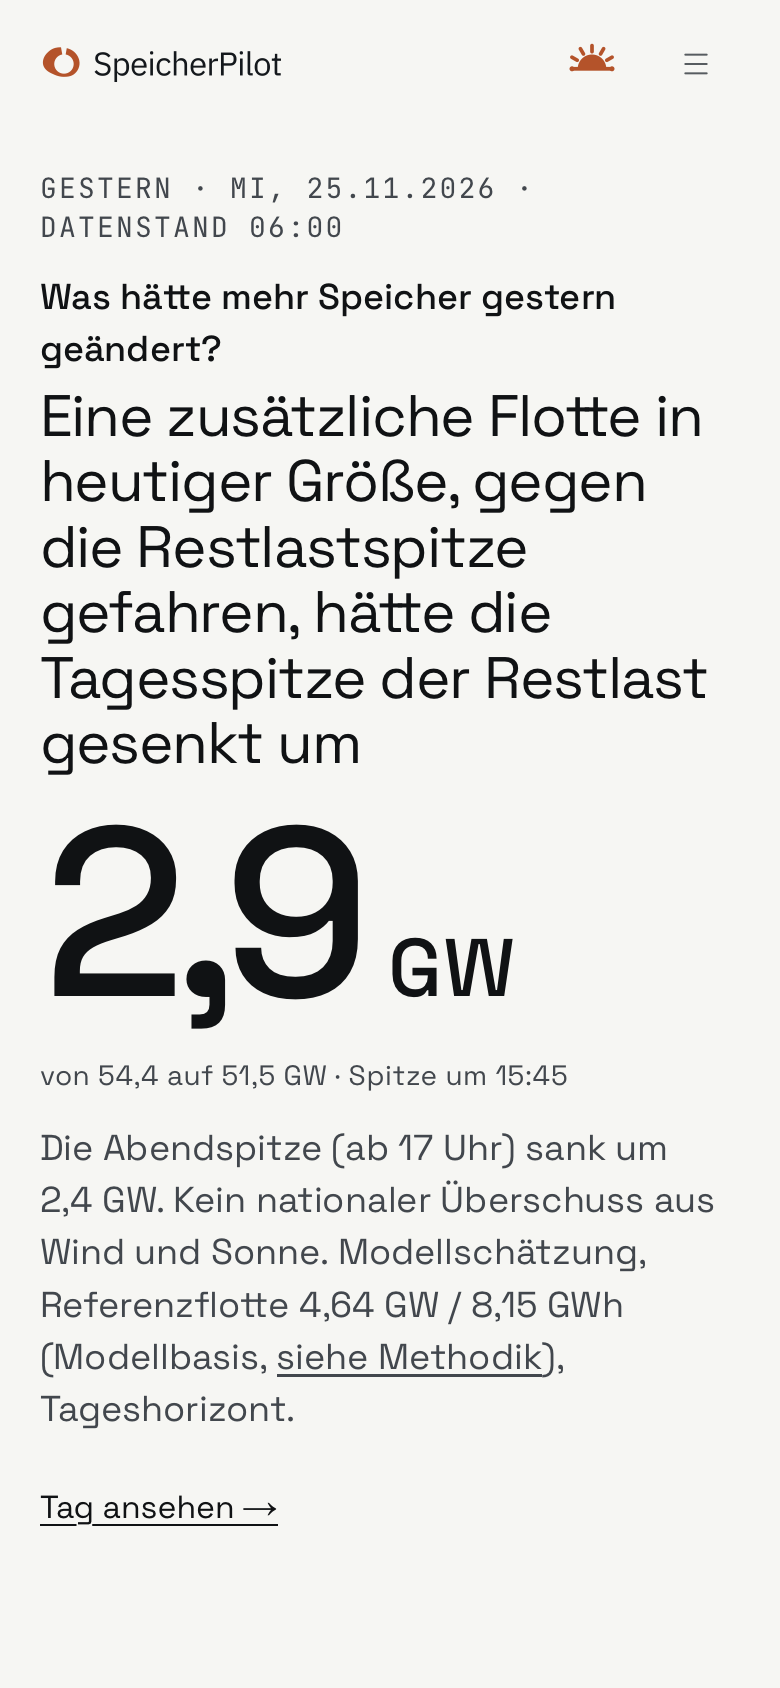 SpeicherPilot
GESTERN · MI, 25.11.2026 ·
DATENSTAND 06:00
Was hätte mehr Speicher gestern
geändert?
Eine zusätzliche Flotte in
heutiger Größe, gegen
die Restlastspitze
gefahren, hätte die
Tagesspitze der Restlast
gesenkt um
2,9 GW
von 54,4 auf 51,5 GW · Spitze um 15:45
Die Abendspitze (ab 17 Uhr) sank um
2,4 GW. Kein nationaler Überschuss aus
Wind und Sonne. Modellschätzung,
Referenzflotte 4,64 GW / 8,15 GWh
(Modellbasis, siehe Methodik),
Tageshorizont.
Tag ansehen →